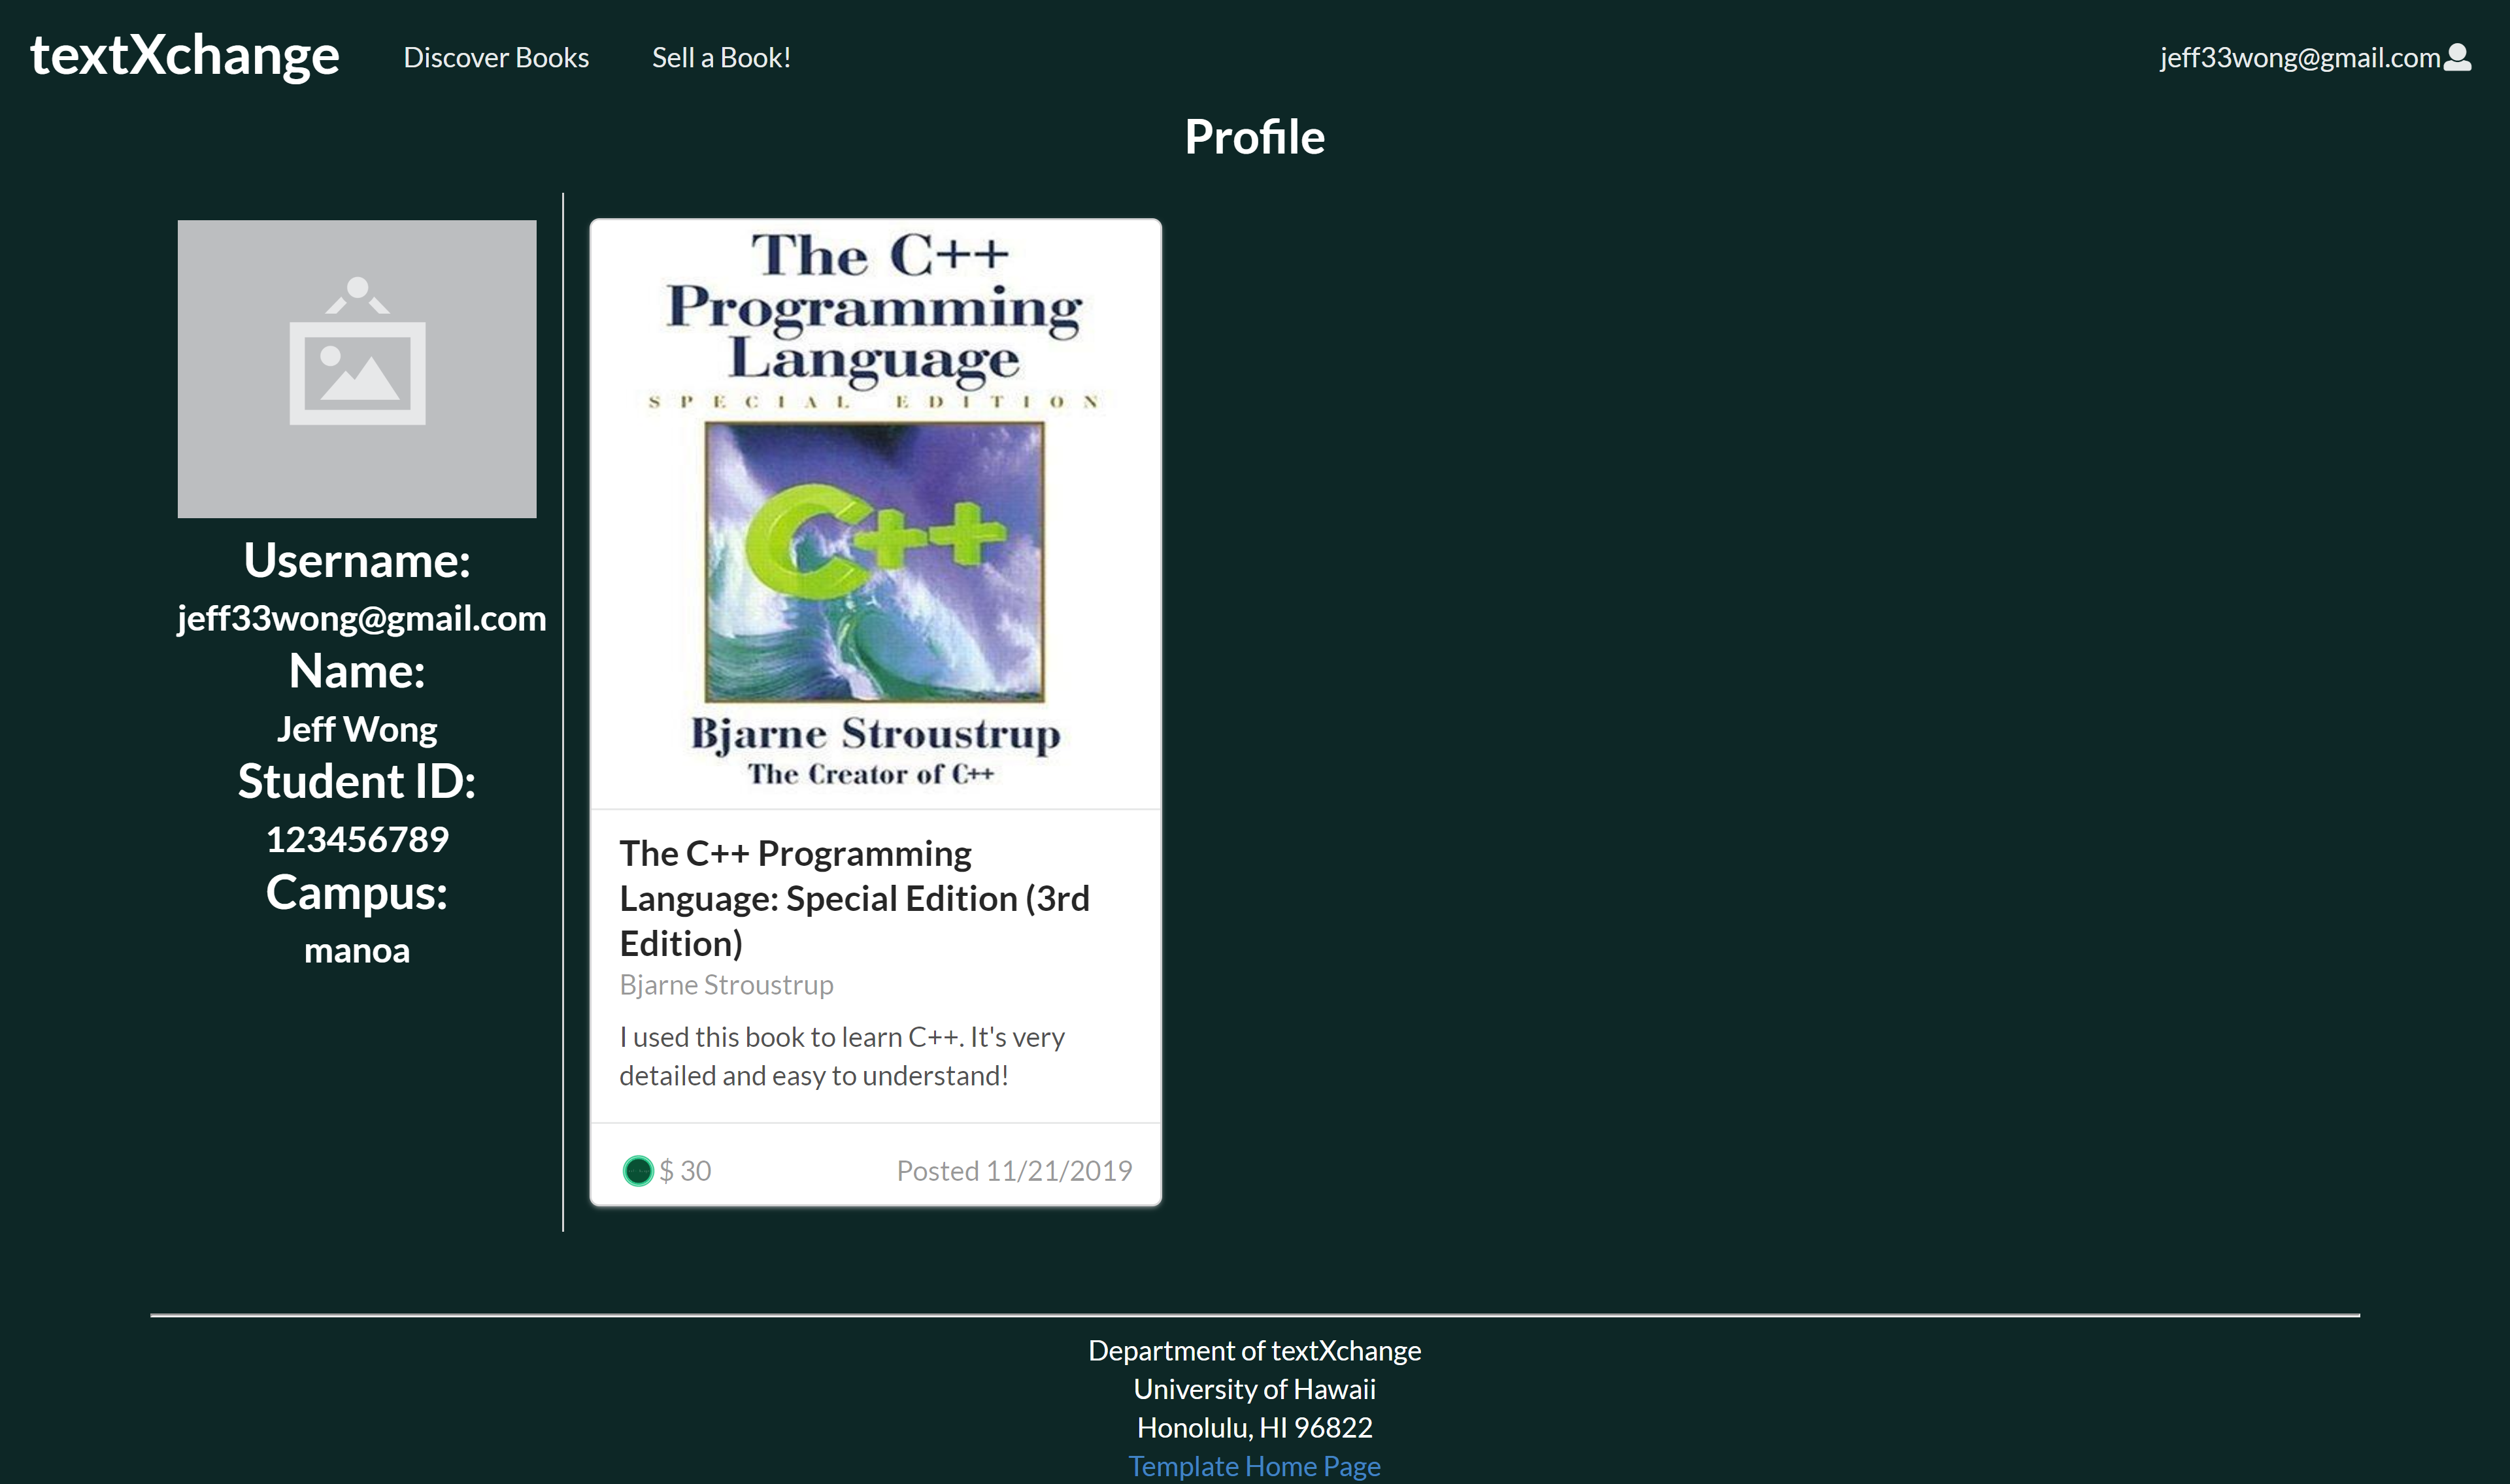 textXchange
Discover Books
Sell a Book!
jeff33wong@gmail.com
Profile
Username:
jeff33wong@gmail.com
Name:
Jeff Wong
Student ID:
123456789
Campus:
manoa
The C++
Programming
Language
SPECIAL EDITION
C++
Bjarne Stroustrup
The Creator of C++
The C++ Programming
Language: Special Edition (3rd
Edition)
Bjarne Stroustrup
I used this book to learn C++. It's very
detailed and easy to understand!
$ 30
Posted 11/21/2019
Department of textXchange
University of Hawaii
Honolulu, HI 96822
Template Home Page